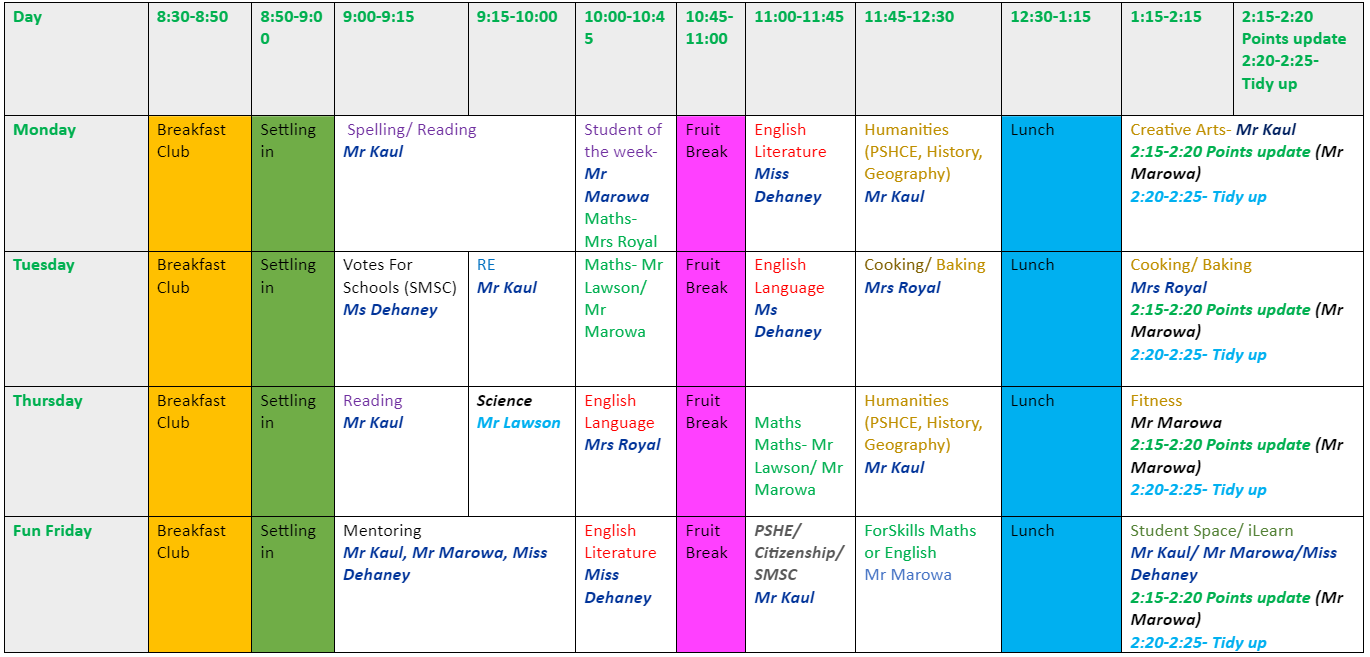 Day
8:30-8:50
8:50-9:0
0
9:00-9:15
9:15-10:00
10:00-10:4
5
10:45-
11:00
11:00-11:45
11:45-12:30
12:30-1:15
1:15-2:15
2:15-2:20
Points update
2:20-2:25-
Tidy up
Monday
Breakfast
Club
Settling
in
Spelling/ Reading
Mr Kaul
Student of
the week-
Mr
Marowa
Maths-
Mrs Royal
Fruit
Break
English
Literature
Miss
Dehaney
Humanities
(PSHCE, History,
Geography)
Mr Kaul
Lunch
Creative Arts- Mr Kaul
2:15-2:20 Points update (Mr
Marowa)
2:20-2:25- Tidy up
Tuesday
Breakfast
Club
Settling
in
Votes For
Schools (SMSC)
Ms Dehaney
RE
Mr Kaul
Maths- Mr
Lawson/
Mr
Marowa
Fruit
Break
English
Language
Ms
Dehaney
Cooking/ Baking
Mrs Royal
Lunch
Cooking/ Baking
Mrs Royal
2:15-2:20 Points update (Mr
Marowa)
2:20-2:25- Tidy up
Thursday
Breakfast
Club
Settling
in
Reading
Mr Kaul
Science
Mr Lawson
English
Language
Mrs Royal
Fruit
Break
Maths
Maths- Mr
Lawson/ Mr
Marowa
Humanities
(PSHCE, History,
Geography)
Mr Kaul
Lunch
Fitness
Mr Marowa
2:15-2:20 Points update (Mr
Marowa)
2:20-2:25- Tidy up
Fun Friday
Breakfast
Club
Settling
in
Mentoring
Mr Kaul, Mr Marowa, Miss
Dehaney
English
Literature
Miss
Dehaney
Fruit
Break
PSHE/
Citizenship/
SMSC
Mr Kaul
ForSkills Maths
or English
Mr Marowa
Lunch
Student Space/ iLearn
Mr Kaul/ Mr Marowa/Miss
Dehaney
2:15-2:20 Points update (Mr
Marowa)
2:20-2:25- Tidy up